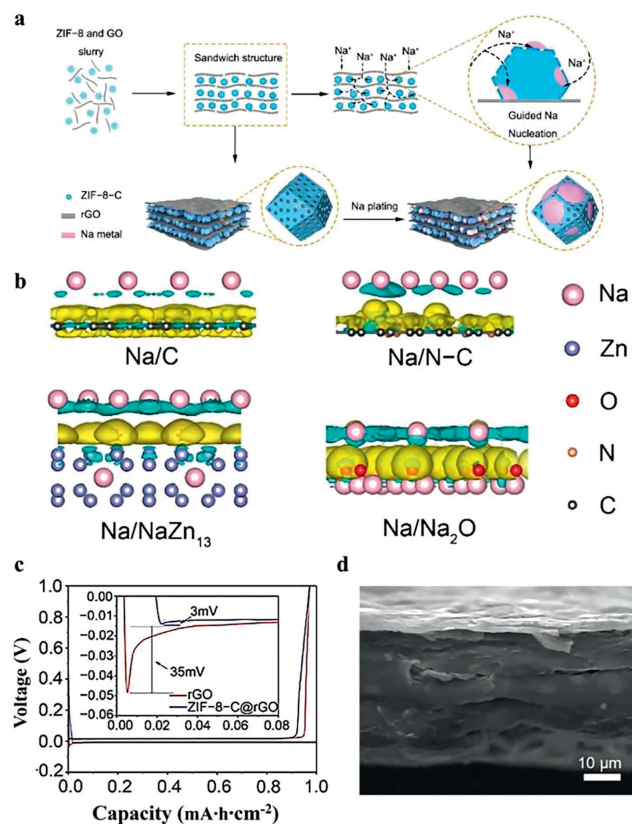 a
ZIF-8 and GO
slurry
Sandwich structure
Na⁺ Na⁺ Na⁺ Na⁺
Na⁺
Na⁺
Guided Na
Nucleation
ZIF-8-C
rGO
Na metal
Na plating
b
Na/C
Na/N-C
Na/NaZn₁₃
Na/Na₂O
Na
Zn
O
N
C
c
Voltage (V)
1.0
0.8
0.6
0.4
0.2
0.0
-0.2
0.00
-0.01
-0.02
-0.03
-0.04
-0.05
-0.06
3mV
35mV
rGO
ZIF-8-C@rGO
0.00 0.02 0.04 0.06 0.08
0.0 0.2 0.4 0.6 0.8 1.0
Capacity (mA·h·cm⁻²)
d
10 μm